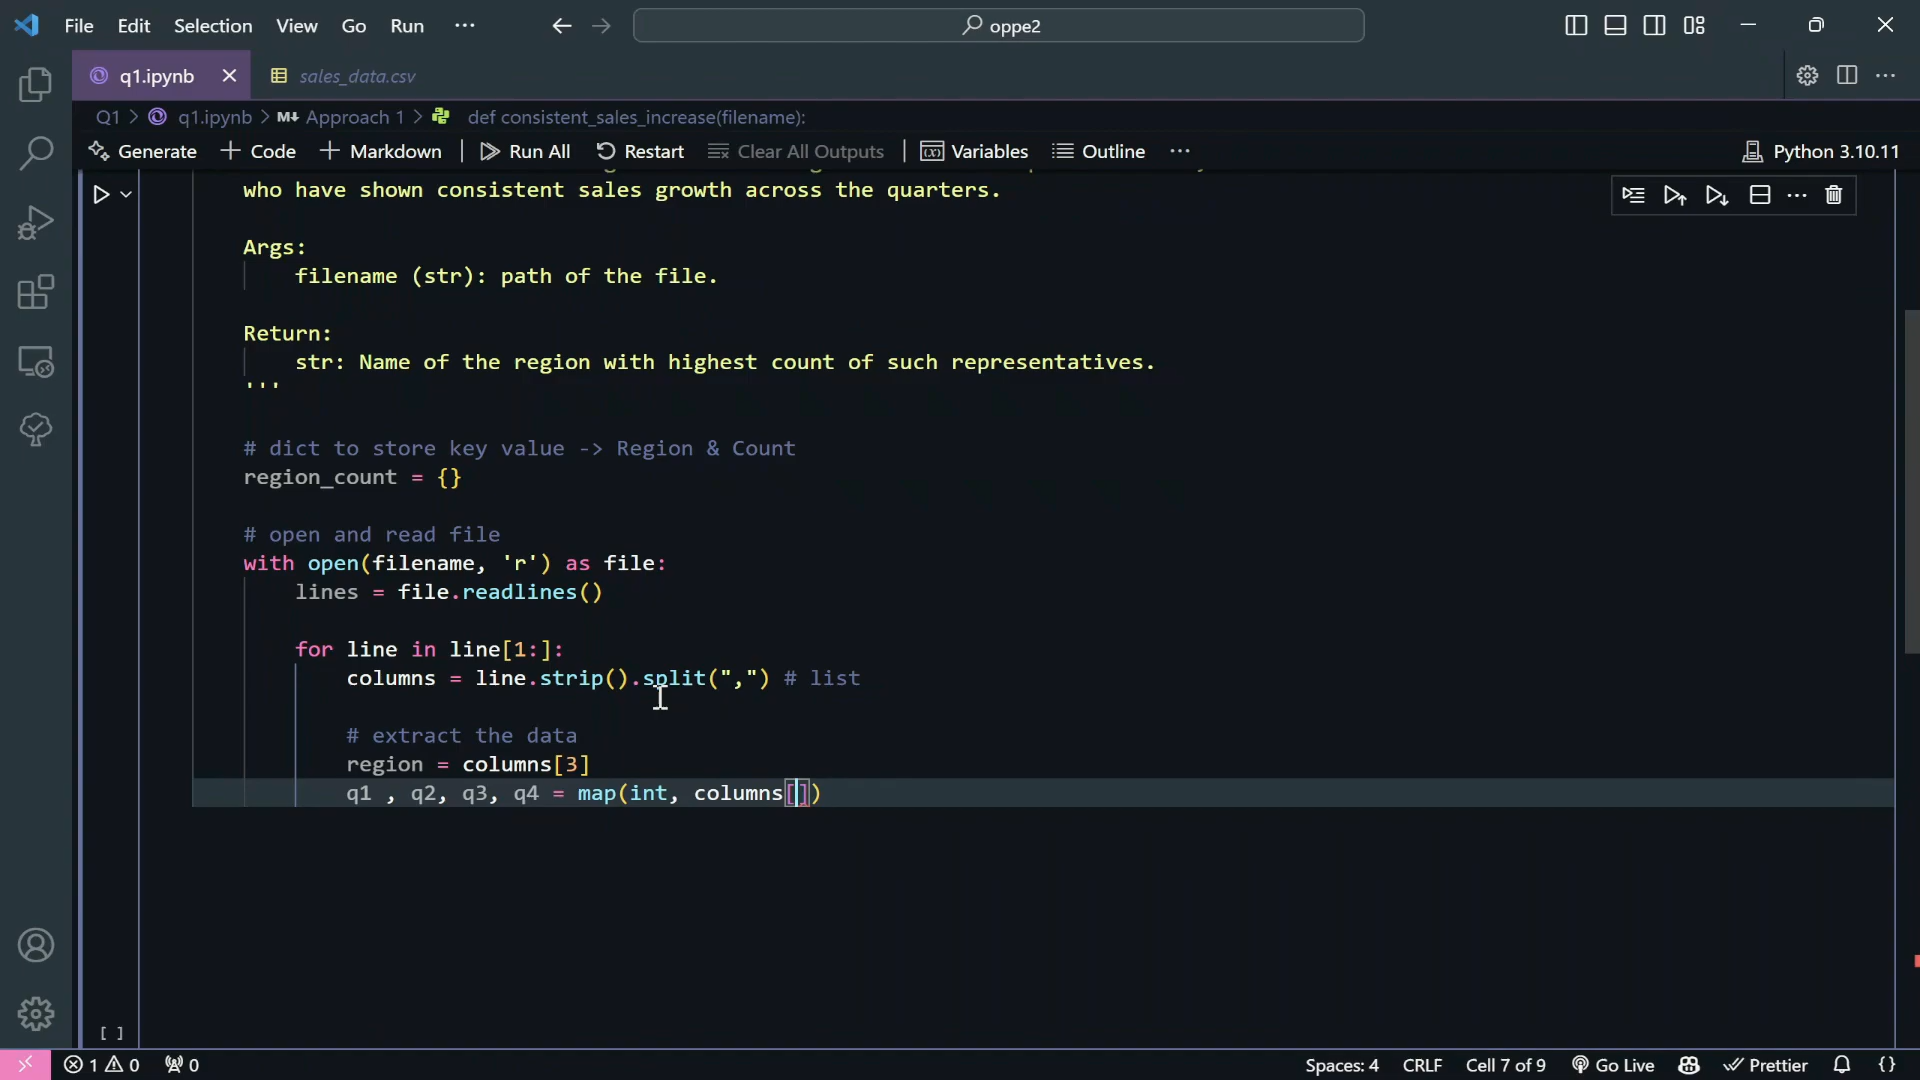 File Edit Selection View Go Run ··· oppe2
q1.ipynb sales_data.csv
Q1 > q1.ipynb > M↓ Approach 1 > def consistent_sales_increase(filename):
Generate + Code + Markdown Run All Restart Clear All Outputs Variables Outline ··· Python 3.10.11
who have shown consistent sales growth across the quarters.
Args:
filename (str): path of the file.
Return:
str: Name of the region with highest count of such representatives.
'''
# dict to store key value -> Region & Count
region_count = {}
# open and read file
with open(filename, 'r') as file:
lines = file.readlines()
for line in line[1:]:
columns = line.strip().split(",") # list
# extract the data
region = columns[3]
q1 , q2, q3, q4 = map(int, columns[])
[ ]
1 0 0 Spaces: 4 CRLF Cell 7 of 9 Go Live Prettier {}